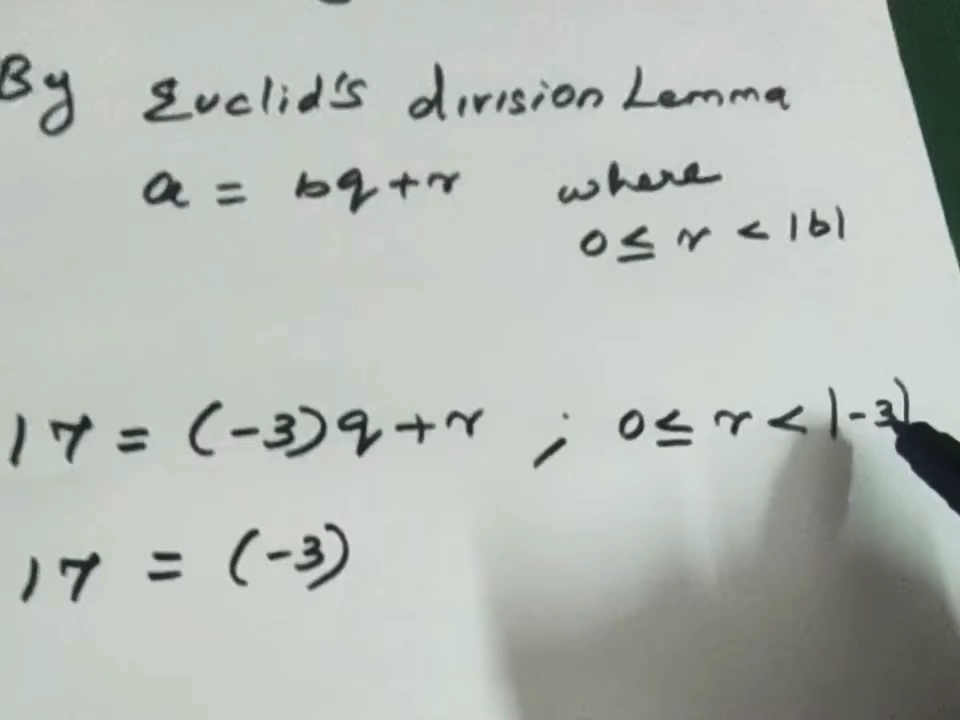 By Euclid's division Lemma
a = bq + r where
0 ≤ r < |b|
17 = (-3)q + r ; 0 ≤ r < |-3|
17 = (-3)